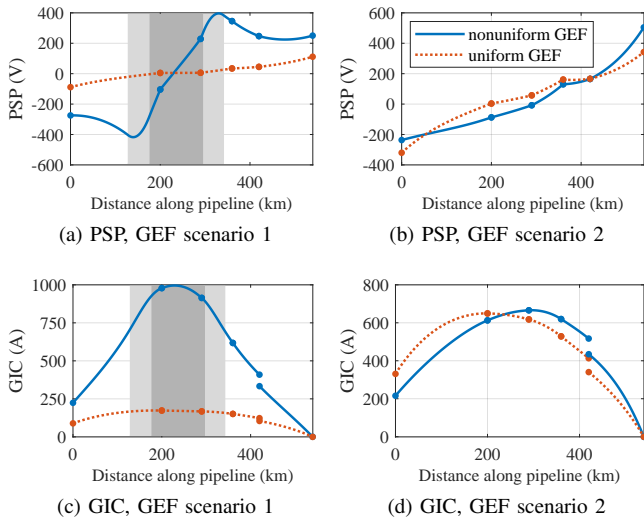 600
400
200
0
-200
-400
-600
PSP (V)
0
200
400
Distance along pipeline (km)
(a) PSP, GEF scenario 1
600
400
200
0
-200
-400
PSP (V)
nonuniform GEF
uniform GEF
0
200
400
Distance along pipeline (km)
(b) PSP, GEF scenario 2
1000
750
500
250
0
GIC (A)
0
200
400
Distance along pipeline (km)
(c) GIC, GEF scenario 1
800
600
400
200
0
GIC (A)
0
200
400
Distance along pipeline (km)
(d) GIC, GEF scenario 2